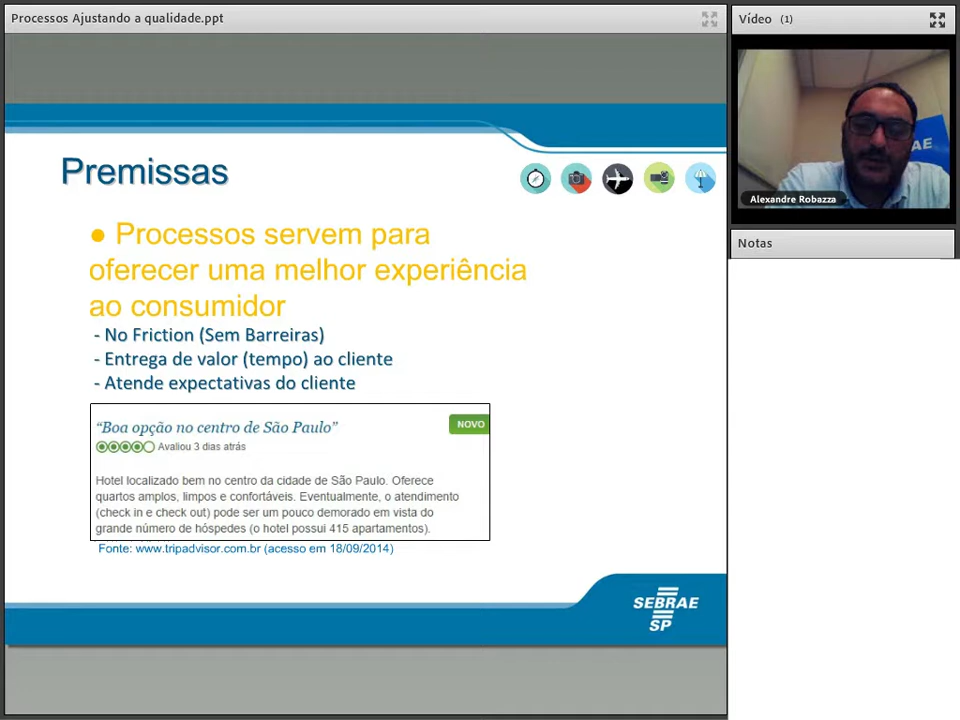 Processos Ajustando a qualidade.ppt
Vídeo (1)
AE
Alexandre Robazza
Notas
Premissas
● Processos servem para
oferecer uma melhor experiência
ao consumidor
- No Friction (Sem Barreiras)
- Entrega de valor (tempo) ao cliente
- Atende expectativas do cliente
“Boa opção no centro de São Paulo”
NOVO
Avaliou 3 dias atrás
Hotel localizado bem no centro da cidade de São Paulo. Oferece
quartos amplos, limpos e confortáveis. Eventualmente, o atendimento
(check in e check out) pode ser um pouco demorado em vista do
grande número de hóspedes (o hotel possui 415 apartamentos).
Fonte: www.tripadvisor.com.br (acesso em 18/09/2014)
SEBRAE
SP